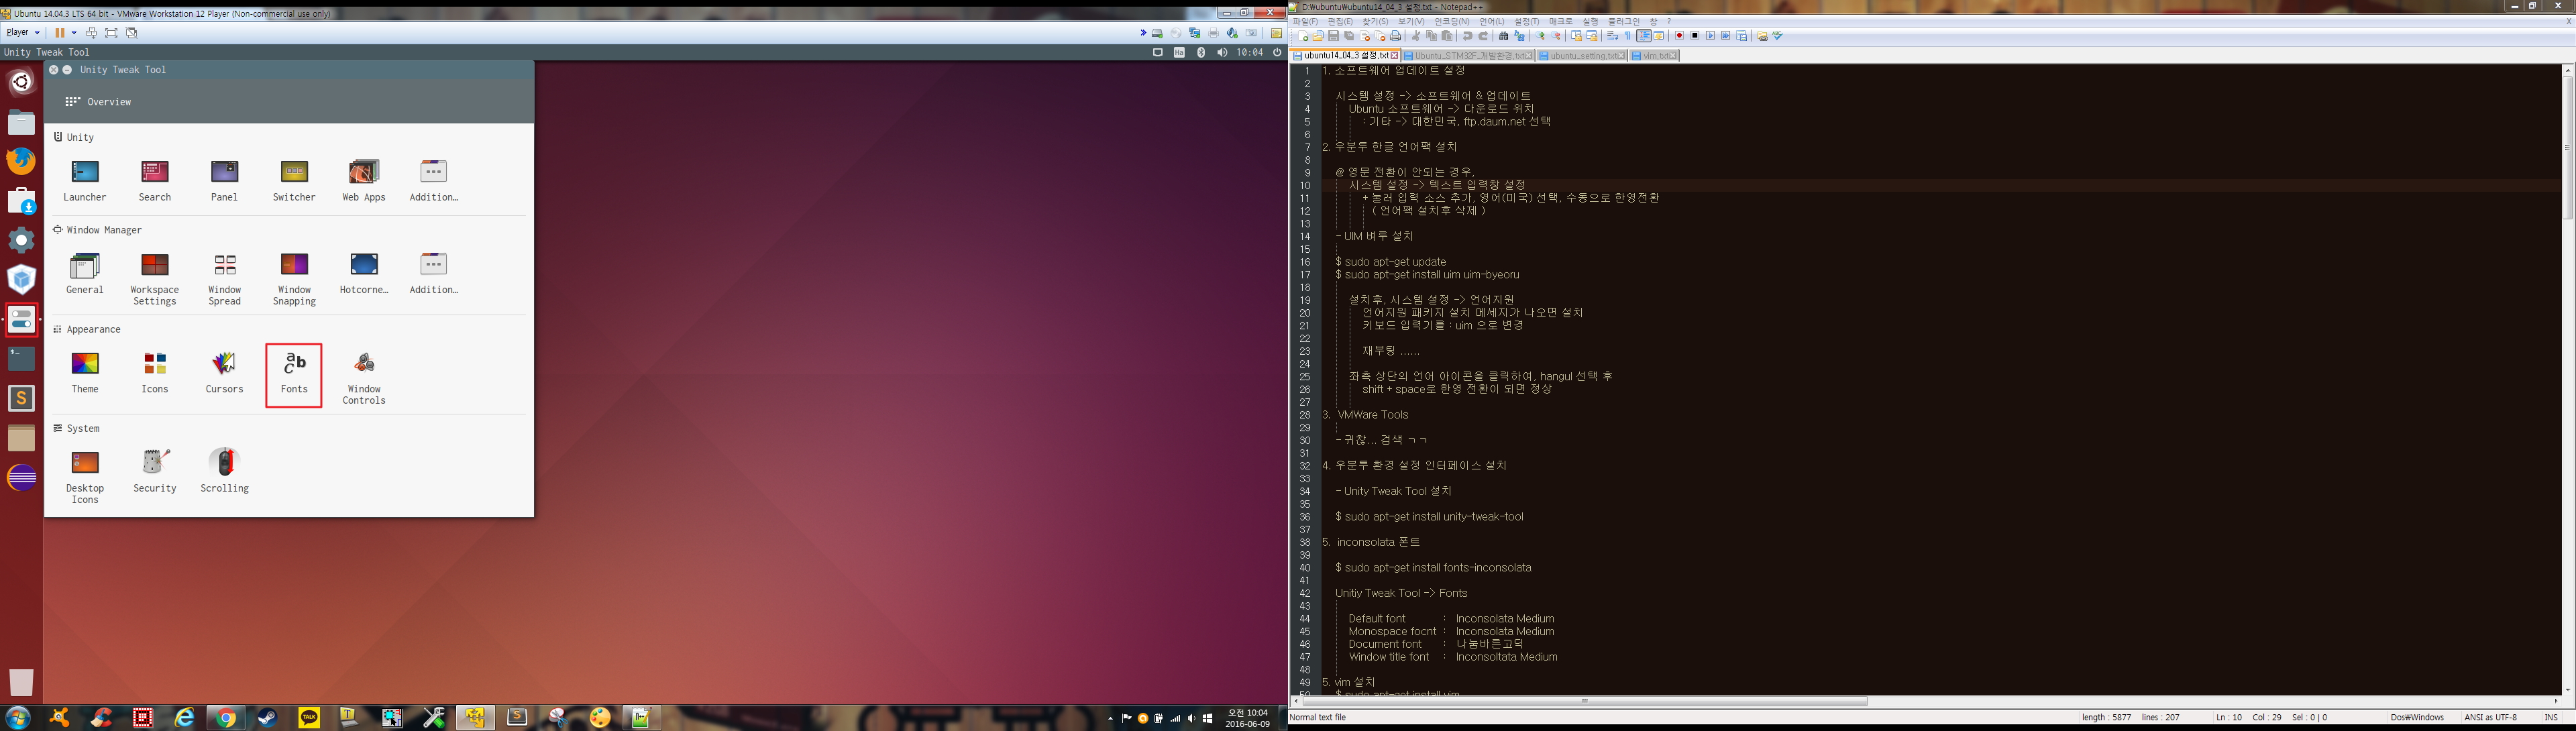 Ubuntu 14.04.3 LTS 64 bit - VMware Workstation 12 Player (Non-commercial use only)
Player
Unity Tweak Tool
Ha
10:04
Unity Tweak Tool
Overview
Unity
Launcher
Search
Panel
Switcher
Web Apps
Addition...
Window Manager
General
Workspace Settings
Window Spread
Window Snapping
Hotcorne...
Addition...
Appearance
Theme
Icons
Cursors
Fonts
Window Controls
System
Desktop Icons
Security
Scrolling
TALK
오전 10:04
2016-06-09
D:\ubuntu\ubuntu14_04_3 설정.txt - Notepad++
파일(F) 편집(E) 찾기(S) 보기(V) 인코딩(N) 언어(L) 설정(T) 매크로 실행 플러그인 창 ?
X
ubuntu14_04_3 설정.txt
Ubuntu_STM32F_개발환경.txt
ubuntu_setting.txt
vim.txt
1 1. 소프트웨어 업데이트 설정
2
3 시스템 설정 -> 소프트웨어 & 업데이트
4 Ubuntu 소프트웨어 -> 다운로드 위치
5 : 기타 -> 대한민국, ftp.daum.net 선택
6
7 2. 우분투 한글 언어팩 설치
8
9 @ 영문 전환이 안되는 경우,
10 시스템 설정 -> 텍스트 입력창 설정
11 + 눌러 입력 소스 추가, 영어(미국) 선택, 수동으로 한영전환
12 ( 언어팩 설치후 삭제 )
13
14 - UIM 벼루 설치
15
16 $ sudo apt-get update
17 $ sudo apt-get install uim uim-byeoru
18
19 설치후, 시스템 설정 -> 언어지원
20 언어지원 패키지 설치 메세지가 나오면 설치
21 키보드 입력기를 : uim 으로 변경
22
23 재부팅 ......
24
25 좌측 상단의 언어 아이콘을 클릭하여, hangul 선택 후
26 shift + space로 한영 전환이 되면 정상
27
28 3. VMWare Tools
29
30 - 귀찮... 검색 ㄱㄱ
31
32 4. 우분투 환경 설정 인터페이스 설치
33
34 - Unity Tweak Tool 설치
35
36 $ sudo apt-get install unity-tweak-tool
37
38 5. inconsolata 폰트
39
40 $ sudo apt-get install fonts-inconsolata
41
42 Unitiy Tweak Tool -> Fonts
43
44 Default font : Inconsolata Medium
45 Monospace focnt : Inconsolata Medium
46 Document font : 나눔바른고딕
47 Window title font : Inconsoltata Medium
48
49 5. vim 설치
50 $ sudo apt-get install vim
Normal text file
length : 5877 lines : 207
Ln : 10 Col : 29 Sel : 0 | 0
Dos\Windows
ANSI as UTF-8
INS